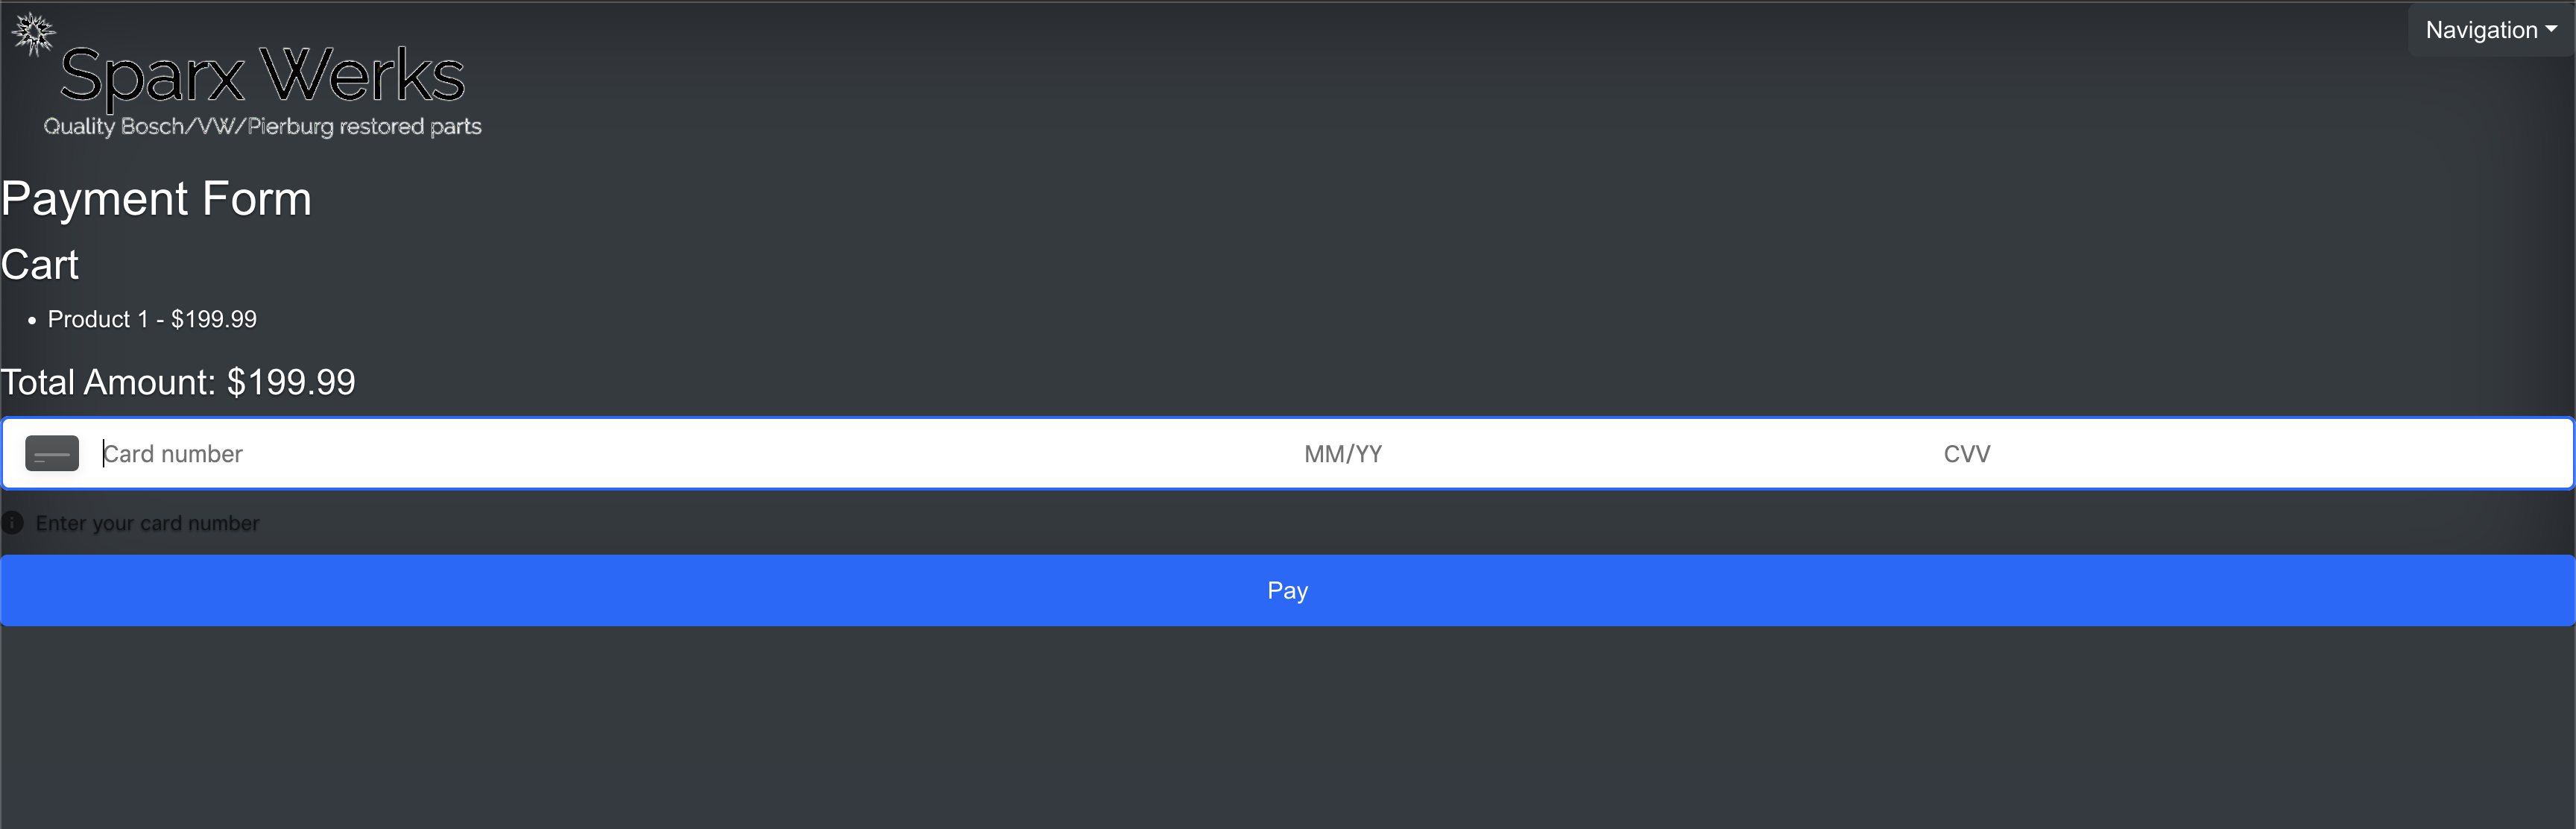 Navigation
Sparx Werks
Quality Bosch/VW/Pierburg restored parts
Payment Form
Cart
• Product 1 - $199.99
Total Amount: $199.99
Card number MM/YY CVV
Enter your card number
Pay